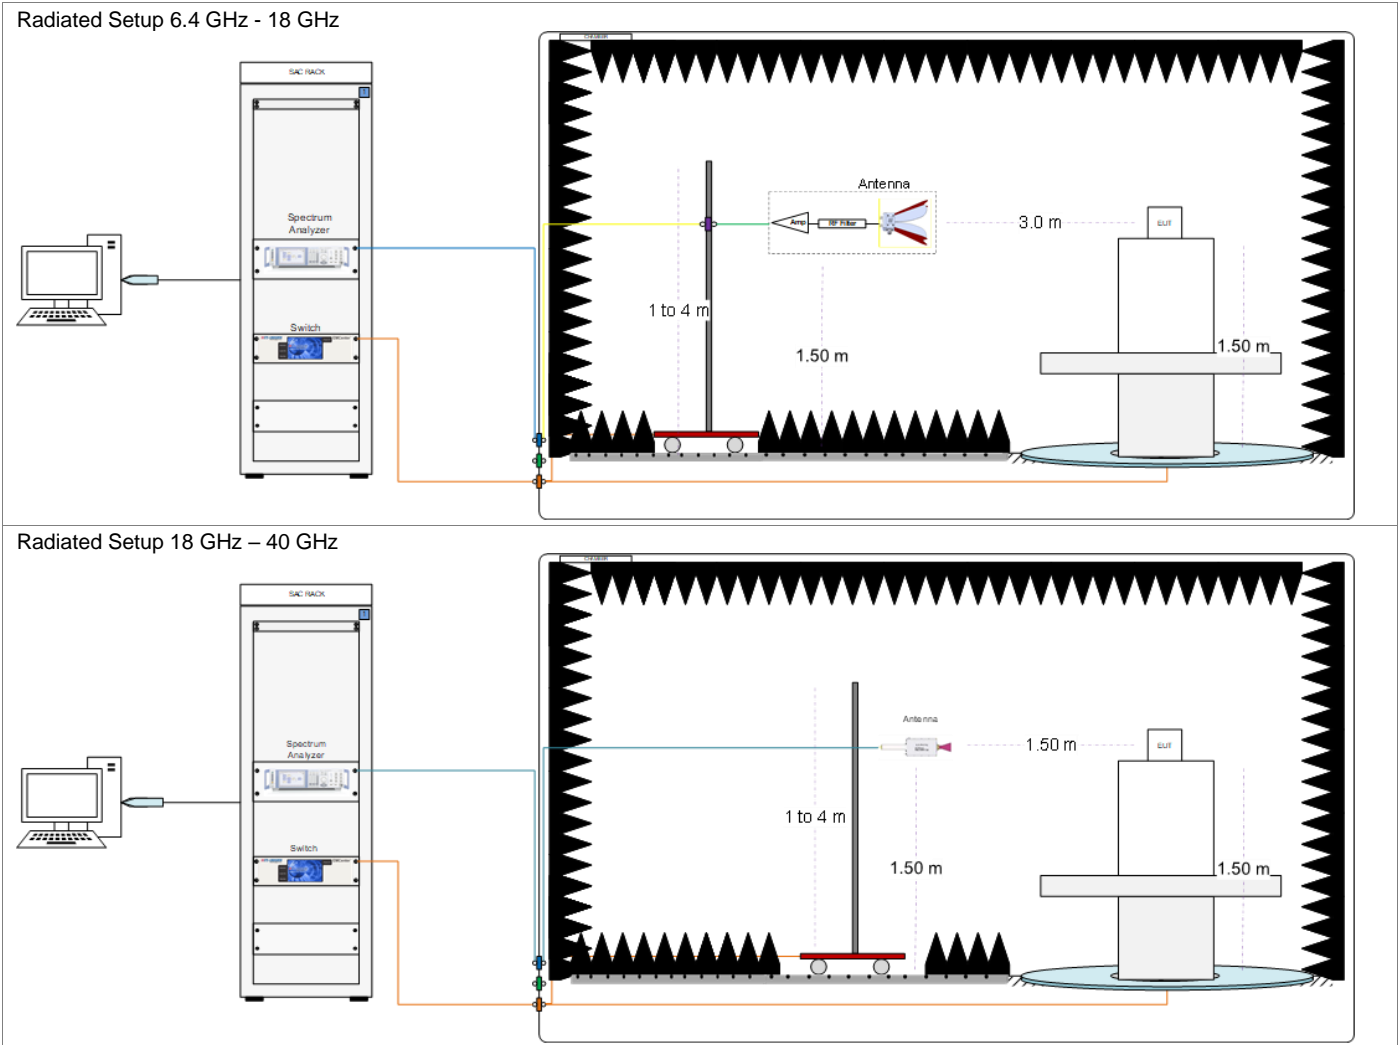 Radiated Setup 6.4 GHz - 18 GHz
CHAMBER
SAC RACK
Spectrum
Analyzer
Switch
Antenna
Amp
RF Filter
3.0 m
EUT
1 to 4 m
1.50 m
1.50 m
Radiated Setup 18 GHz – 40 GHz
CHAMBER
SAC RACK
Spectrum
Analyzer
Switch
Antenna
1.50 m
EUT
1 to 4 m
1.50 m
1.50 m